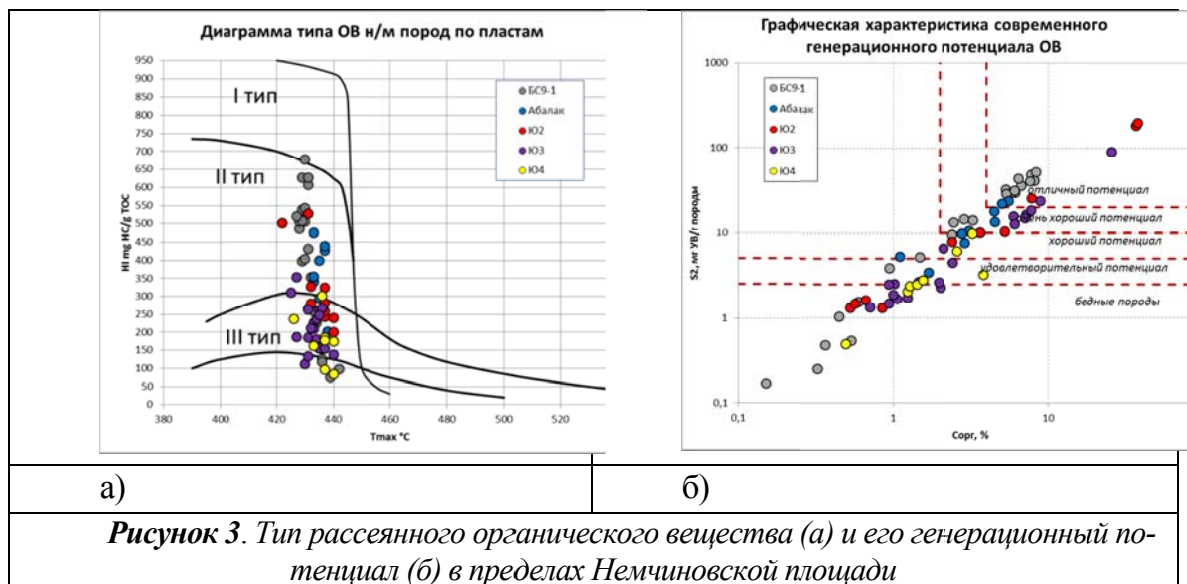 Диаграмма типа ОВ н/м пород по пластам
HI mg HC/g TOC
950
900
850
800
750
700
650
600
550
500
450
400
350
300
250
200
150
100
50
0
I тип
II тип
III тип
БС9-1
Абалак
Ю2
Ю3
Ю4
380
400
420
440
460
480
500
520
Tmax °C
Графическая характеристика современного
генерационного потенциала ОВ
S2, мг УВ/г породы
1000
100
10
1
0,1
БС9-1
Абалак
Ю2
Ю3
Ю4
отличный потенциал
ень хороший потенциал
хороший потенциал
удовлетворительный потенциал
бедные породы
0,1
1
10
Сорг, %
а)
б)
Рисунок 3. Тип рассеянного органического вещества (а) и его генерационный по-
тенциал (б) в пределах Немчиновской площади